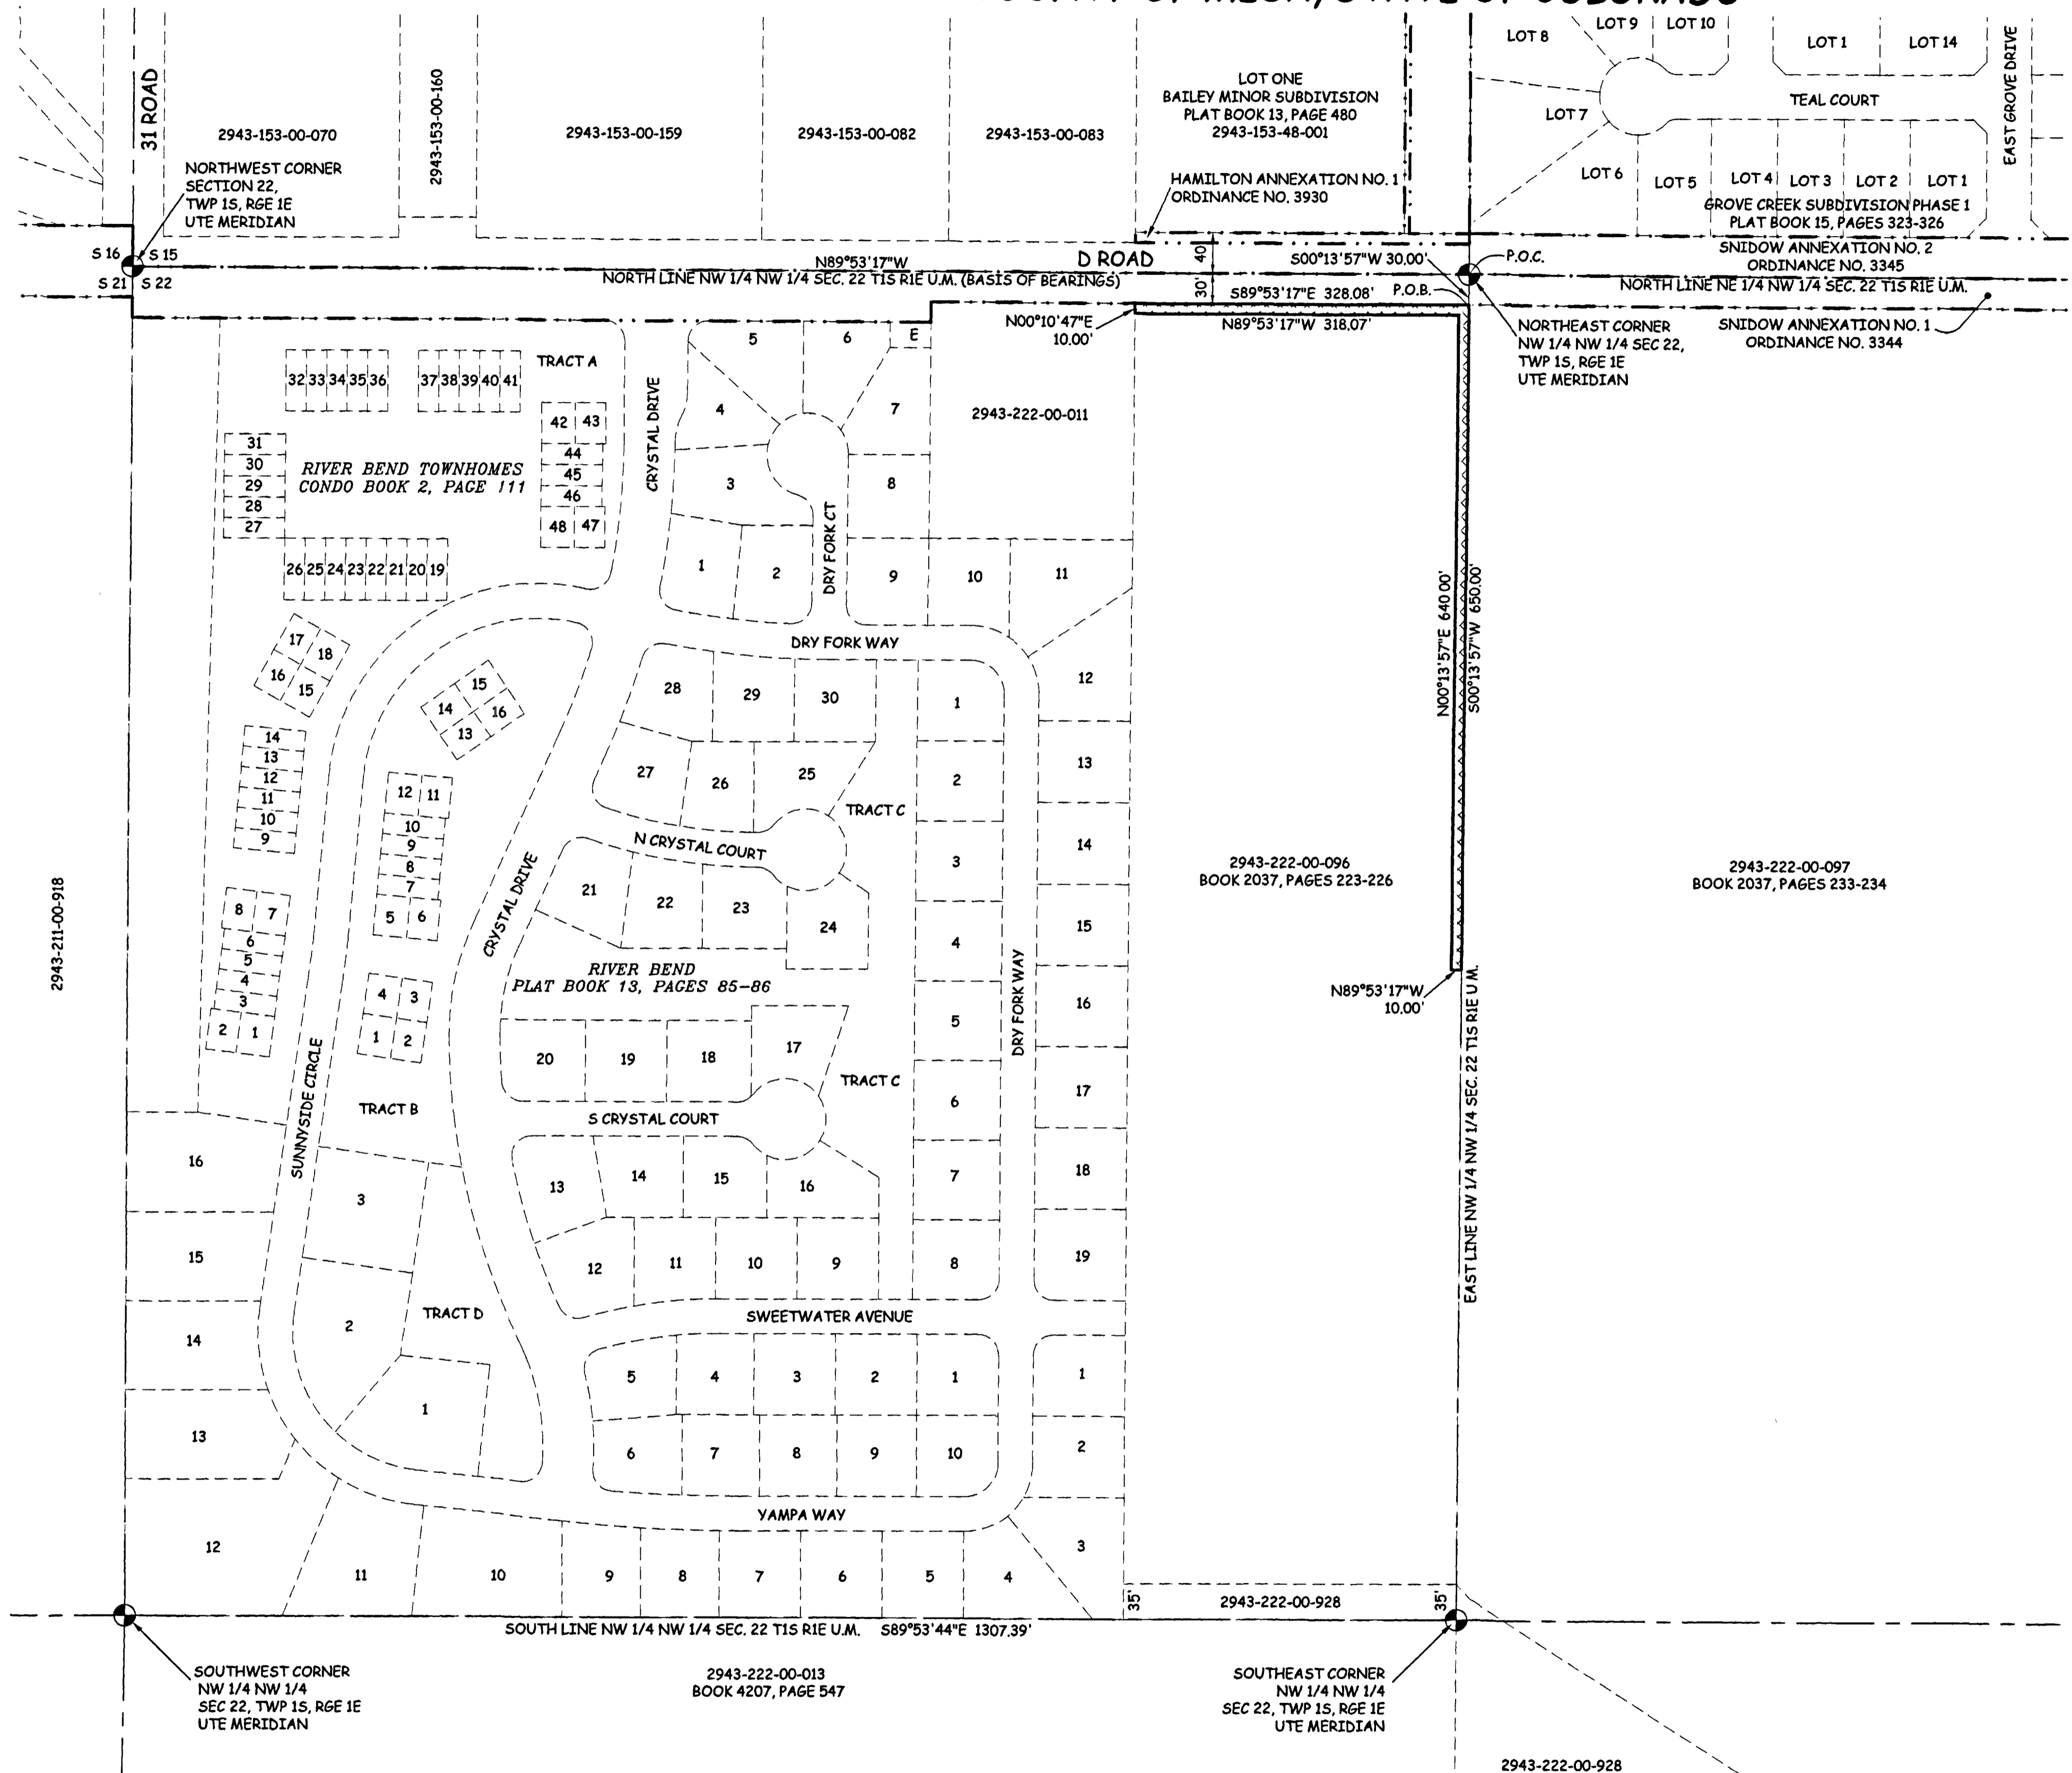 31 ROAD
2943-153-00-070
2943-153-00-160
2943-153-00-159
2943-153-00-082
2943-153-00-083
LOT ONE
BAILEY MINOR SUBDIVISION
PLAT BOOK 13, PAGE 480
2943-153-48-001
LOT 8
LOT 9
LOT 10
LOT 1
LOT 14
EAST GROVE DRIVE
TEAL COURT
LOT 7
LOT 6
LOT 5
LOT 4
LOT 3
LOT 2
LOT 1
GROVE CREEK SUBDIVISION PHASE 1
PLAT BOOK 15, PAGES 323-326
NORTHWEST CORNER
SECTION 22,
TWP 1S, RGE 1E
UTE MERIDIAN
HAMILTON ANNEXATION NO. 1
ORDINANCE NO. 3930
S 16
S 15
S 21
S 22
N89°53'17"W
D ROAD
NORTH LINE NW 1/4 NW 1/4 SEC. 22 T1S R1E U.M. (BASIS OF BEARINGS)
40'
30'
S00°13'57"W 30.00'
P.O.C.
SNIDOW ANNEXATION NO. 2
ORDINANCE NO. 3345
NORTH LINE NE 1/4 NW 1/4 SEC. 22 T1S R1E U.M.
S89°53'17"E 328.08'
P.O.B.
N00°10'47"E
10.00'
N89°53'17"W 318.07'
NORTHEAST CORNER
NW 1/4 NW 1/4 SEC 22,
TWP 1S, RGE 1E
UTE MERIDIAN
SNIDOW ANNEXATION NO. 1
ORDINANCE NO. 3344
TRACT A
32 33 34 35 36
37 38 39 40 41
42 43
44
45
46
48 47
31
30
29
28
27
RIVER BEND TOWNHOMES
CONDO BOOK 2, PAGE 111
26 25 24 23 22 21 20 19
CRYSTAL DRIVE
5
6
E
4
7
3
8
1
2
DRY FORK CT
9
10
11
2943-222-00-011
DRY FORK WAY
17
18
16
15
15
14
16
13
14
13
12
11
10
9
12 11
10
9
8
7
5 6
8 7
6
5
4
3
2 1
4 3
1 2
28
29
30
27
26
25
TRACT C
N CRYSTAL COURT
CRYSTAL DRIVE
21
22
23
24
RIVER BEND
PLAT BOOK 13, PAGES 85-86
1
2
3
4
5
6
7
8
DRY FORK WAY
12
13
14
15
16
17
18
19
20
19
18
17
TRACT C
S CRYSTAL COURT
13
14
15
16
12
11
10
9
SWEETWATER AVENUE
2943-211-00-918
SUNNYSIDE CIRCLE
TRACT B
3
2
TRACT D
1
16
15
14
13
12
5
4
3
2
1
6
7
8
9
10
1
2
3
YAMPA WAY
11
10
9
8
7
6
5
4
N00°13'57"E 640.00'
S00°13'57"W 650.00'
2943-222-00-096
BOOK 2037, PAGES 223-226
2943-222-00-097
BOOK 2037, PAGES 233-234
N89°53'17"W
10.00'
EAST LINE NW 1/4 NW 1/4 SEC. 22 T1S R1E U.M.
35'
2943-222-00-928
35'
SOUTH LINE NW 1/4 NW 1/4 SEC. 22 T1S R1E U.M. S89°53'44"E 1307.39'
SOUTHWEST CORNER
NW 1/4 NW 1/4
SEC 22, TWP 1S, RGE 1E
UTE MERIDIAN
2943-222-00-013
BOOK 4207, PAGE 547
SOUTHEAST CORNER
NW 1/4 NW 1/4
SEC 22, TWP 1S, RGE 1E
UTE MERIDIAN
2943-222-00-928